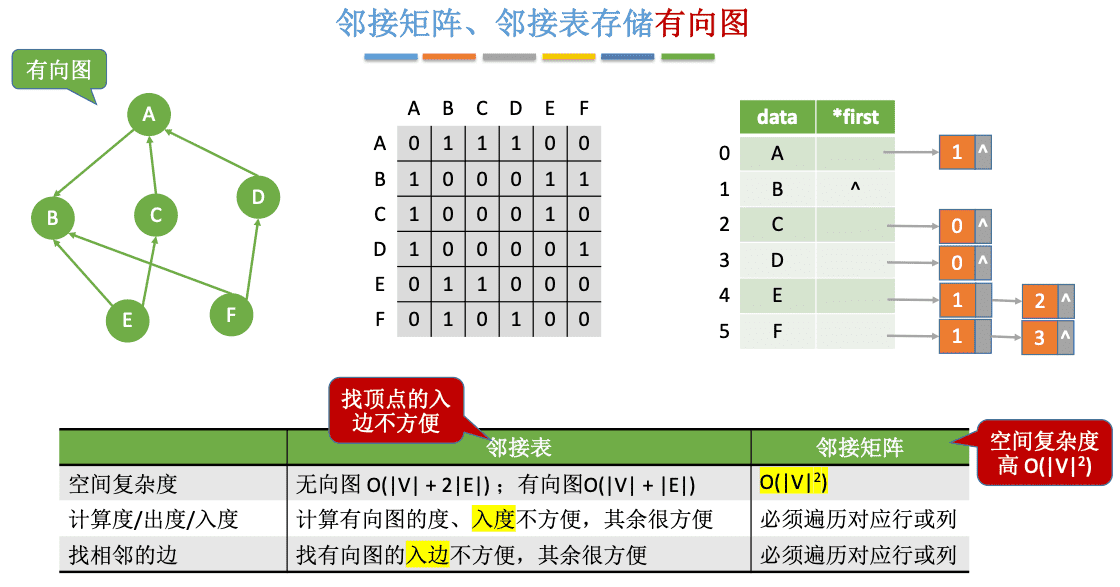 邻接矩阵、邻接表存储有向图
有向图
A
B
C
D
E
F
A B C D E F
A 0 1 1 1 0 0
B 1 0 0 0 1 1
C 1 0 0 0 1 0
D 1 0 0 0 0 1
E 0 1 1 0 0 0
F 0 1 0 1 0 0
data *first
0 A 1 ^
1 B ^
2 C 0 ^
3 D 0 ^
4 E 1 2 ^
5 F 1 3 ^
找顶点的入
边不方便
邻接表 邻接矩阵
空间复杂度
高 O(|V|²)
空间复杂度 无向图 O(|V| + 2|E|)；有向图O(|V| + |E|) O(|V|²)
计算度/出度/入度 计算有向图的度、入度不方便，其余很方便 必须遍历对应行或列
找相邻的边 找有向图的入边不方便，其余很方便 必须遍历对应行或列